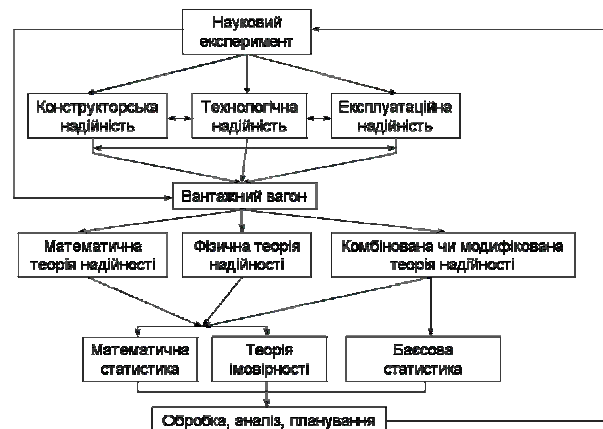 Науковий
експеримент
Конструкторська
надійність
Технологічна
надійність
Експлуатаційна
надійність
Вантажний вагон
Математична
теорія надійності
Фізична теорія
надійності
Комбінована чи модифікована
теорія надійності
Математична
статистика
Теорія
імовірності
Баєсова
статистика
Обробка, аналіз, планування